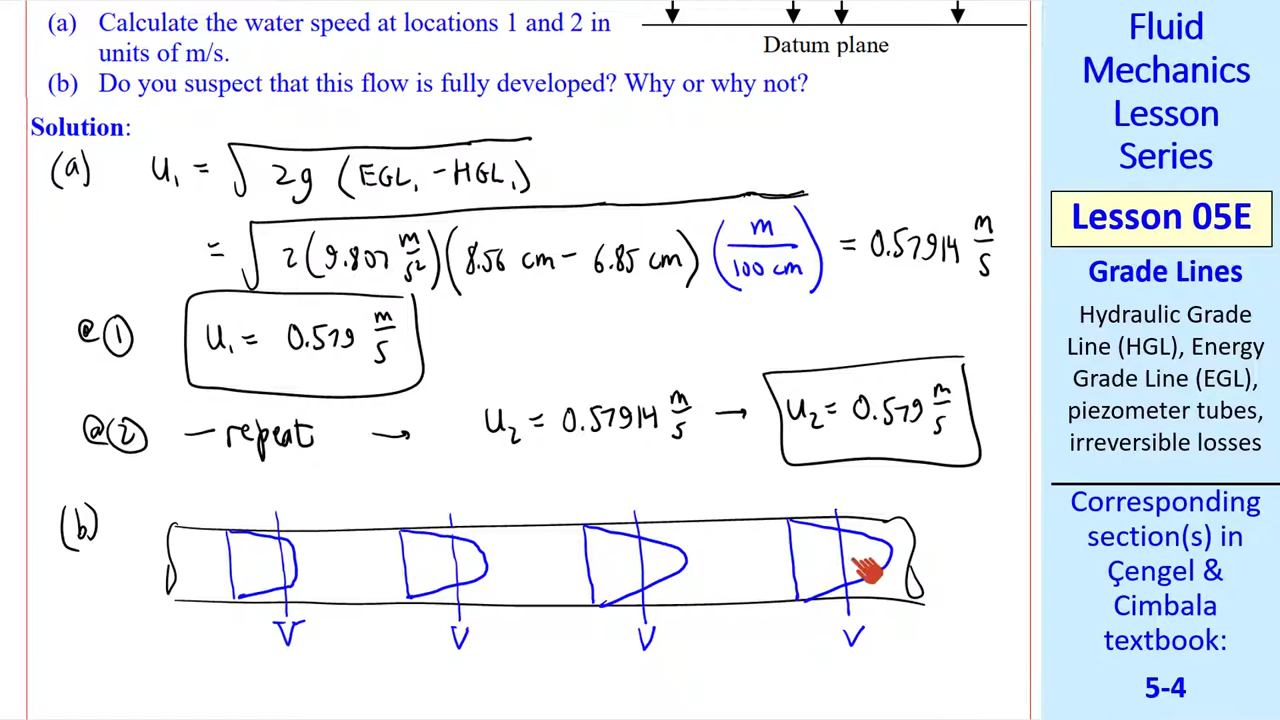 (a) Calculate the water speed at locations 1 and 2 in
units of m/s.
(b) Do you suspect that this flow is fully developed? Why or why not?
Datum plane
Solution:
(a) u₁ = √(2g (EGL₁ − HGL₁))
= √(2 (9.807 m/s²) (8.56 cm − 6.85 cm) (m/100 cm)) = 0.57914 m/s
@ ① u₁ = 0.579 m/s
@ ② — repeat → u₂ = 0.57914 m/s → u₂ = 0.579 m/s
(b)
V V V V
Fluid
Mechanics
Lesson
Series
Lesson 05E
Grade Lines
Hydraulic Grade
Line (HGL), Energy
Grade Line (EGL),
piezometer tubes,
irreversible losses
Corresponding
section(s) in
Çengel &
Cimbala
textbook:
5-4